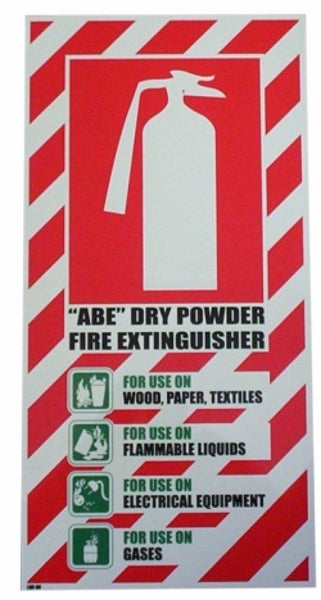 “ABE” DRY POWDER
FIRE EXTINGUISHER
FOR USE ON
WOOD, PAPER, TEXTILES
FOR USE ON
FLAMMABLE LIQUIDS
FOR USE ON
ELECTRICAL EQUIPMENT
FOR USE ON
GASES